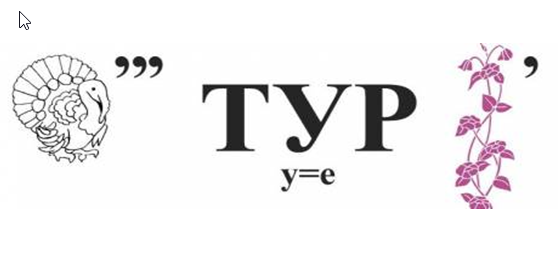 ,,, ТУР ,
у=е